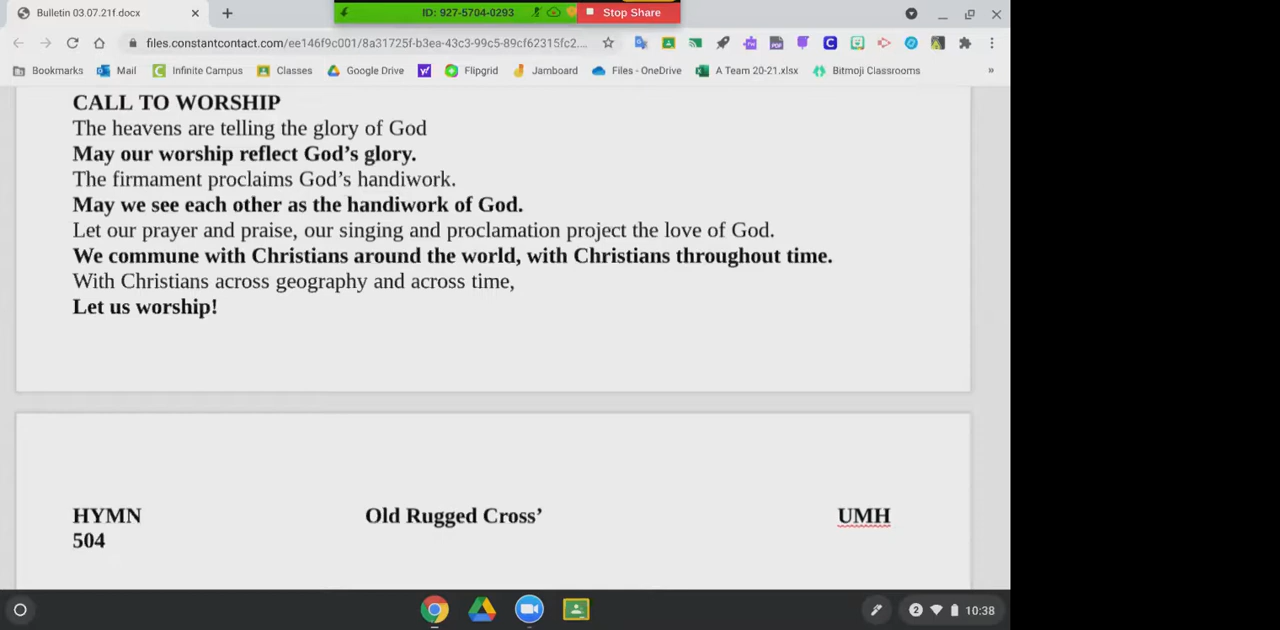 Bulletin 03.07.21f.docx
ID: 927-5704-0293
Stop Share
files.constantcontact.com/ee146f9c001/8a31725f-b3ea-43c3-99c5-89cf62315fc2...
Bookmarks Mail Infinite Campus Classes Google Drive Flipgrid Jamboard Files - OneDrive A Team 20-21.xlsx Bitmoji Classrooms »
CALL TO WORSHIP
The heavens are telling the glory of God
May our worship reflect God’s glory.
The firmament proclaims God’s handiwork.
May we see each other as the handiwork of God.
Let our prayer and praise, our singing and proclamation project the love of God.
We commune with Christians around the world, with Christians throughout time.
With Christians across geography and across time,
Let us worship!
HYMN Old Rugged Cross’ UMH
504
2 10:38